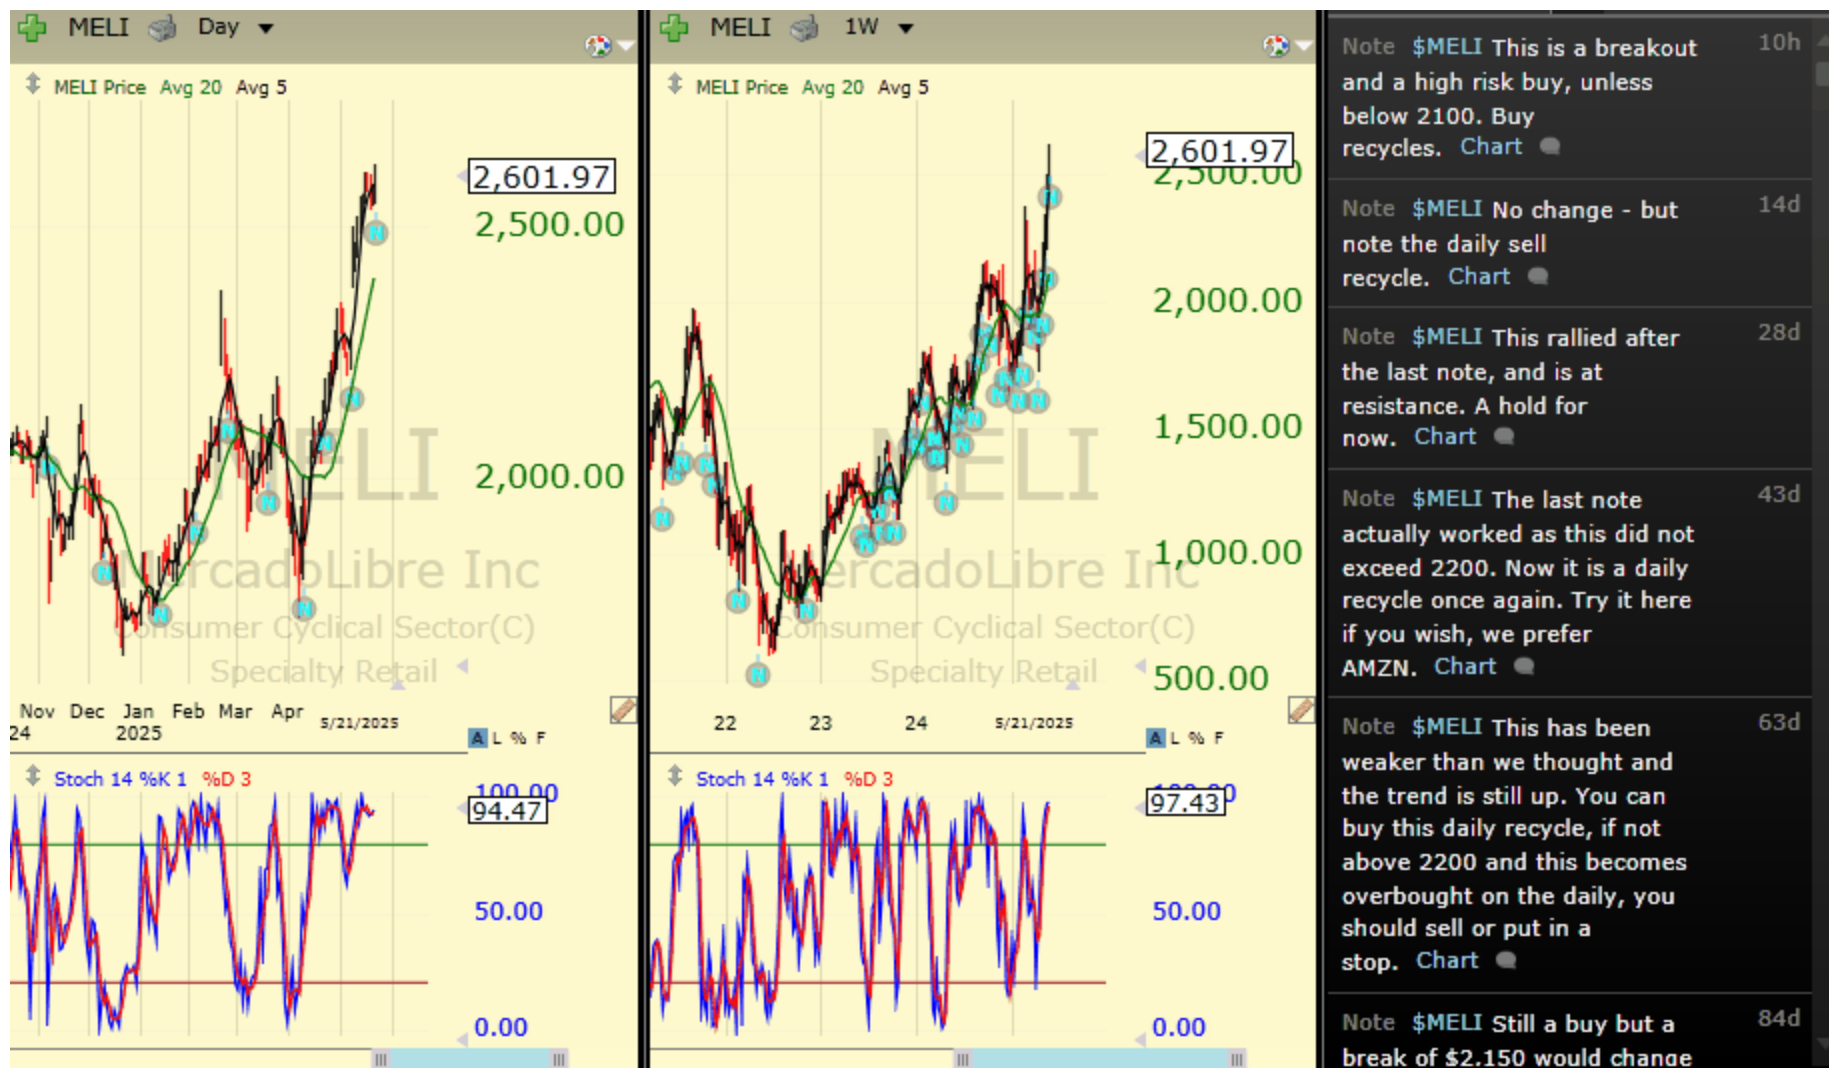 MELI Day
MELI Price Avg 20 Avg 5
2,601.97
2,500.00
2,000.00
MELI
MercadoLibre Inc
Consumer Cyclical Sector(C)
Specialty Retail
Nov Dec Jan Feb Mar Apr 5/21/2025
24 2025
A L % F
Stoch 14 %K 1 %D 3
100.00
94.47
50.00
0.00
MELI 1W
MELI Price Avg 20 Avg 5
2,601.97
2,500.00
2,000.00
1,500.00
1,000.00
500.00
MELI
MercadoLibre Inc
Consumer Cyclical Sector(C)
Specialty Retail
22 23 24 5/21/2025
A L % F
Stoch 14 %K 1 %D 3
100.00
97.43
50.00
0.00
Note $MELI This is a breakout 10h
and a high risk buy, unless
below 2100. Buy
recycles. Chart
Note $MELI No change - but 14d
note the daily sell
recycle. Chart
Note $MELI This rallied after 28d
the last note, and is at
resistance. A hold for
now. Chart
Note $MELI The last note 43d
actually worked as this did not
exceed 2200. Now it is a daily
recycle once again. Try it here
if you wish, we prefer
AMZN. Chart
Note $MELI This has been 63d
weaker than we thought and
the trend is still up. You can
buy this daily recycle, if not
above 2200 and this becomes
overbought on the daily, you
should sell or put in a
stop. Chart
Note $MELI Still a buy but a 84d
break of $2.150 would change